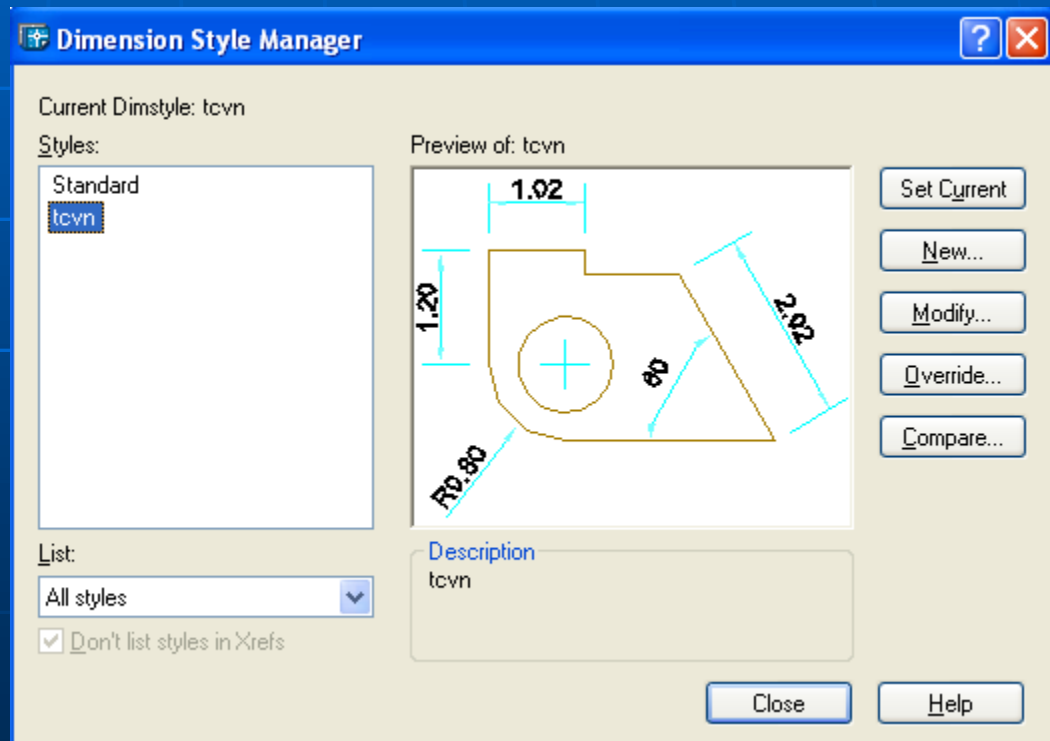 Dimension Style Manager
Current Dimstyle: tcvn
Styles:
Standard
tcvn
List:
All styles
Don't list styles in Xrefs
Preview of: tcvn
1.02
1.20
2.02
60
R0.80
Description
tcvn
Set Current
New...
Modify...
Override...
Compare...
Close
Help